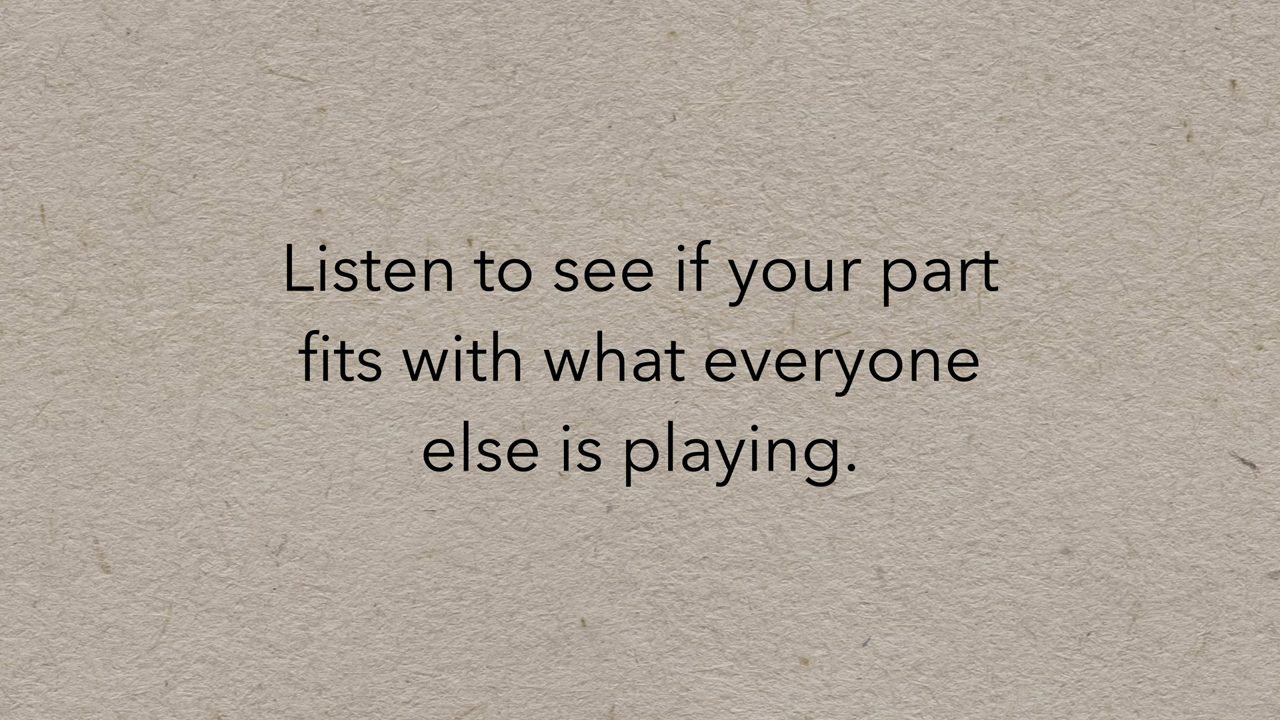 Listen to see if your part
fits with what everyone
else is playing.